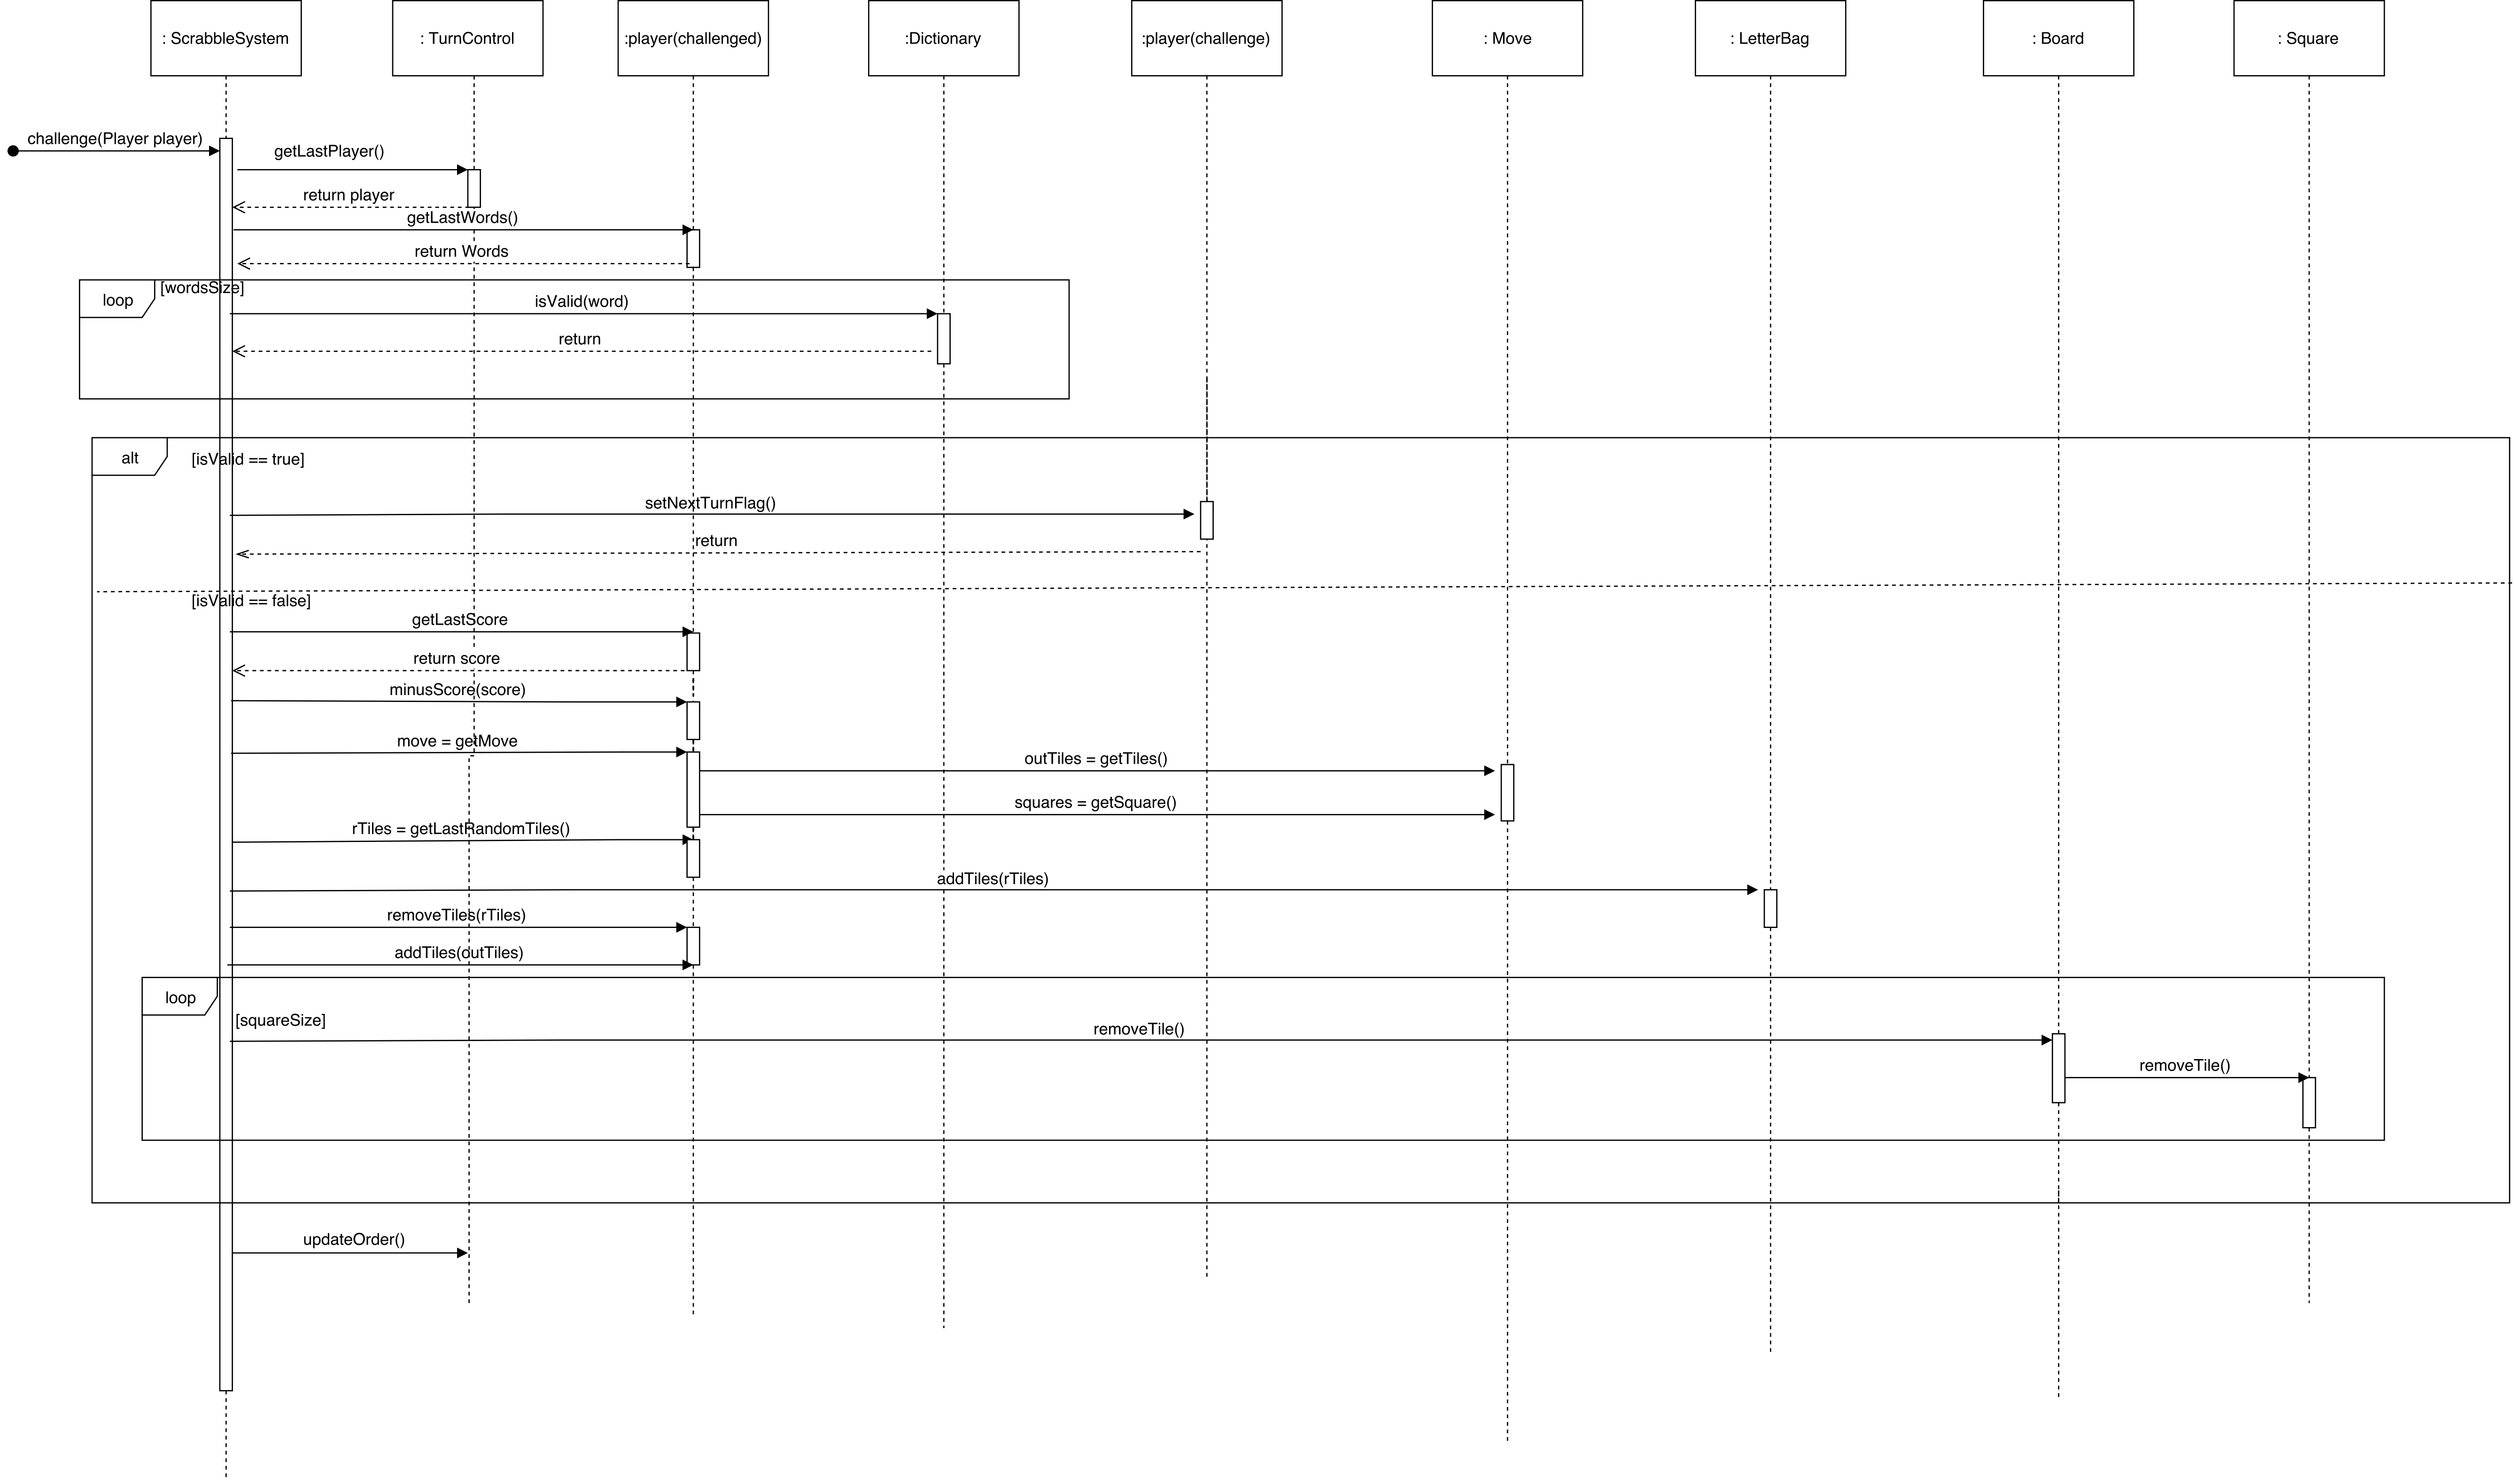 : ScrabbleSystem
: TurnControl
:player(challenged)
:Dictionary
:player(challenge)
: Move
: LetterBag
: Board
: Square
challenge(Player player)
getLastPlayer()
return player
getLastWords()
return Words
loop
[wordsSize]
isValid(word)
return
alt
[isValid == true]
setNextTurnFlag()
return
[isValid == false]
getLastScore
return score
minusScore(score)
move = getMove
outTiles = getTiles()
squares = getSquare()
rTiles = getLastRandomTiles()
addTiles(rTiles)
removeTiles(rTiles)
addTiles(outTiles)
loop
[squareSize]
removeTile()
removeTile()
updateOrder()